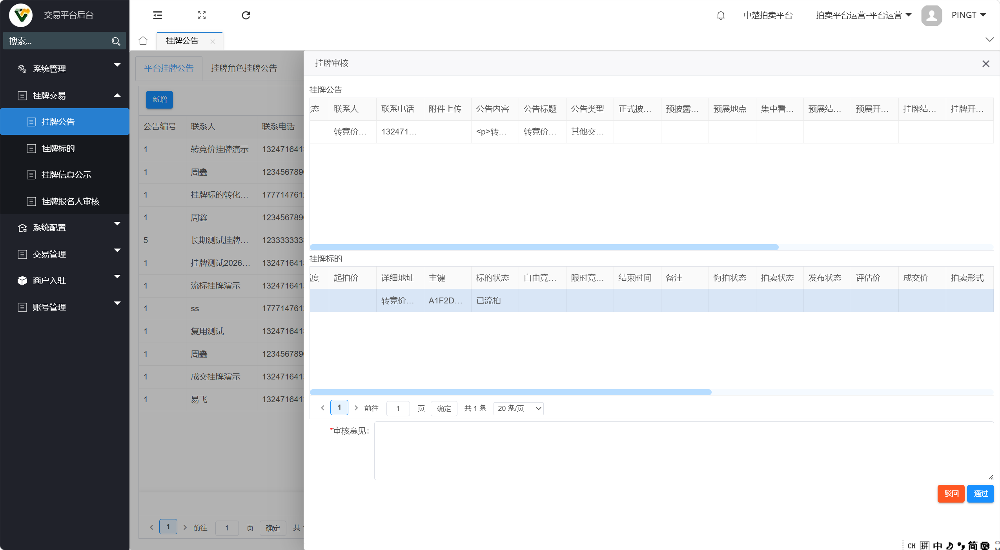 交易平台后台
中楚拍卖平台
拍卖平台运营-平台运营
PINGT
搜索...
挂牌公告
系统管理
挂牌交易
挂牌公告
挂牌标的
挂牌信息公示
挂牌报名人审核
系统配置
交易管理
商户入驻
账号管理
平台挂牌公告 挂牌角色挂牌公告
新增
公告编号 联系人 联系电话
1 转竞价挂牌演示 132471641
1 周鑫 123456789
1 挂牌标的转化... 177714761
1 周鑫 123456789
5 长期测试挂牌... 123333333
1 挂牌测试2026... 132471641
1 流标挂牌演示 132471641
1 ss 177714761
1 复用测试 132471641
1 周鑫 123456789
1 成交挂牌演示 132471641
1 易飞 132471641
1 前往 1 页 确定 共
挂牌审核
挂牌公告
态 联系人 联系电话 附件上传 公告内容 公告标题 公告类型 正式披... 预披露... 预展地点 集中看... 预展结... 预展开... 挂牌结... 挂牌开...
转竞价... 132471... <p>转... 转竞价... 其他交...
挂牌标的
度 起拍价 详细地址 主键 标的状态 自由竞... 限时竞... 结束时间 备注 悔拍状态 拍卖状态 发布状态 评估价 成交价 拍卖形式
转竞价... A1F2D... 已流拍
1 前往 1 页 确定 共 1 条 20 条/页
*审核意见:
驳回 通过
CH 拼 中 简